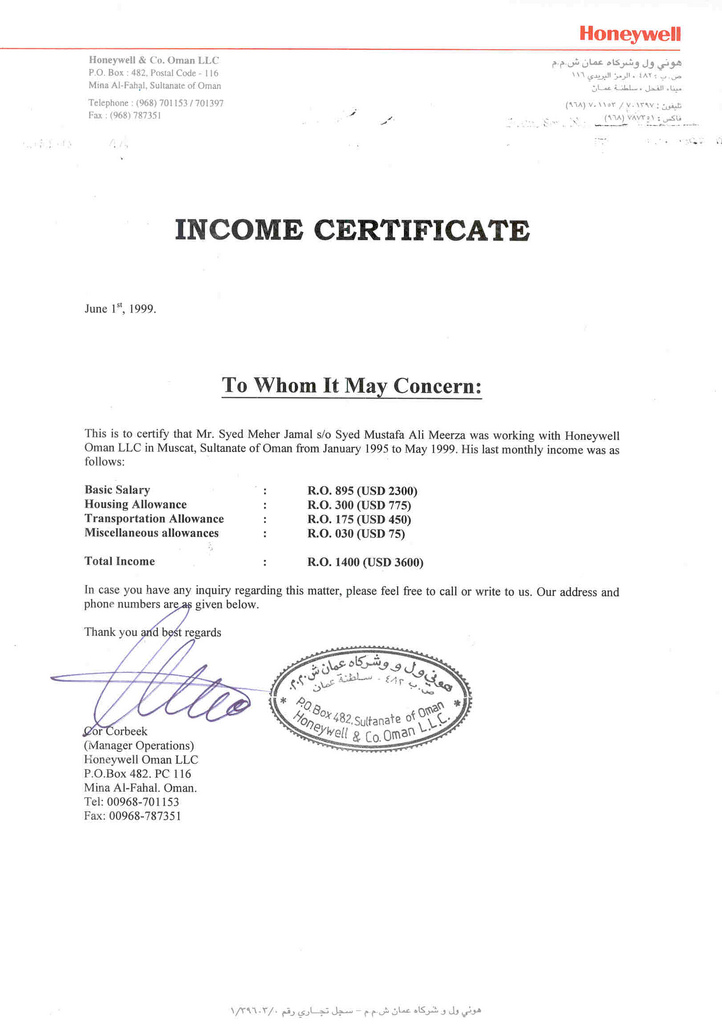 Honeywell
Honeywell & Co. Oman LLC
P.O. Box : 482, Postal Code - 116
Mina Al-Fahal, Sultanate of Oman
Telephone : (968) 701153 / 701397
Fax : (968) 787351
هوني ول وشركاه عمان ش.م.م
ص.ب : ٤٨٢ ، الرمز البريدي ١١٦
ميناء الفحل ، سلطنة عمـان
تليفون : ٧٠١٣٩٧ / ٧٠١١٥٣ (٩٦٨)
فاكس : ٧٨٧٣٥١ (٩٦٨)
INCOME CERTIFICATE
June 1st, 1999.
To Whom It May Concern:
This is to certify that Mr. Syed Meher Jamal s/o Syed Mustafa Ali Meerza was working with Honeywell
Oman LLC in Muscat, Sultanate of Oman from January 1995 to May 1999. His last monthly income was as
follows:
Basic Salary : R.O. 895 (USD 2300)
Housing Allowance : R.O. 300 (USD 775)
Transportation Allowance : R.O. 175 (USD 450)
Miscellaneous allowances : R.O. 030 (USD 75)
Total Income : R.O. 1400 (USD 3600)
In case you have any inquiry regarding this matter, please feel free to call or write to us. Our address and
phone numbers are as given below.
Thank you and best regards
هوني ول و وشركاه عمان ش.م.م.
ص.ب ٤٨٢ . سلطنة عمان
P.O.Box 482, Sultanate of Oman
Honeywell & Co. Oman L.L.C.
Cor Corbeek
(Manager Operations)
Honeywell Oman LLC
P.O.Box 482. PC 116
Mina Al-Fahal. Oman.
Tel: 00968-701153
Fax: 00968-787351
هوني ول و شركاه عمان ش م م – سجل تجاري رقم ١/٣٩٦٠٣/٠